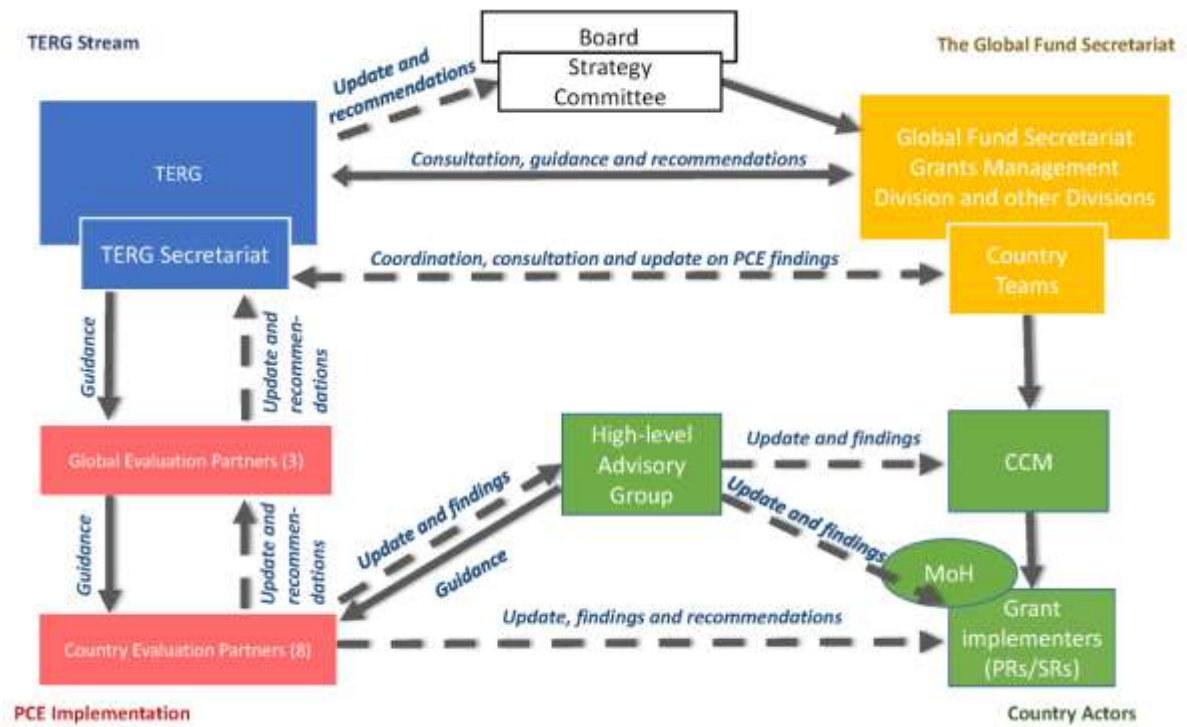 TERG Stream
Board
The Global Fund Secretariat
Strategy
Committee
Update and
recommendations
TERG
Consultation, guidance and recommendations
Global Fund Secretariat
Grants Management
Division and other Divisions
TERG Secretariat
Coordination, consultation and update on PCE findings
Country
Teams
Guidance
Update and
recommen-
dations
Global Evaluation Partners (3)
High-level
Advisory
Group
Update and findings
CCM
Guidance
Update and
recommen-
dations
Update and findings
Guidance
Update and findings
MoH
Country Evaluation Partners (8)
Update, findings and recommendations
Grant
implementers
(PRs/SRs)
PCE Implementation
Country Actors